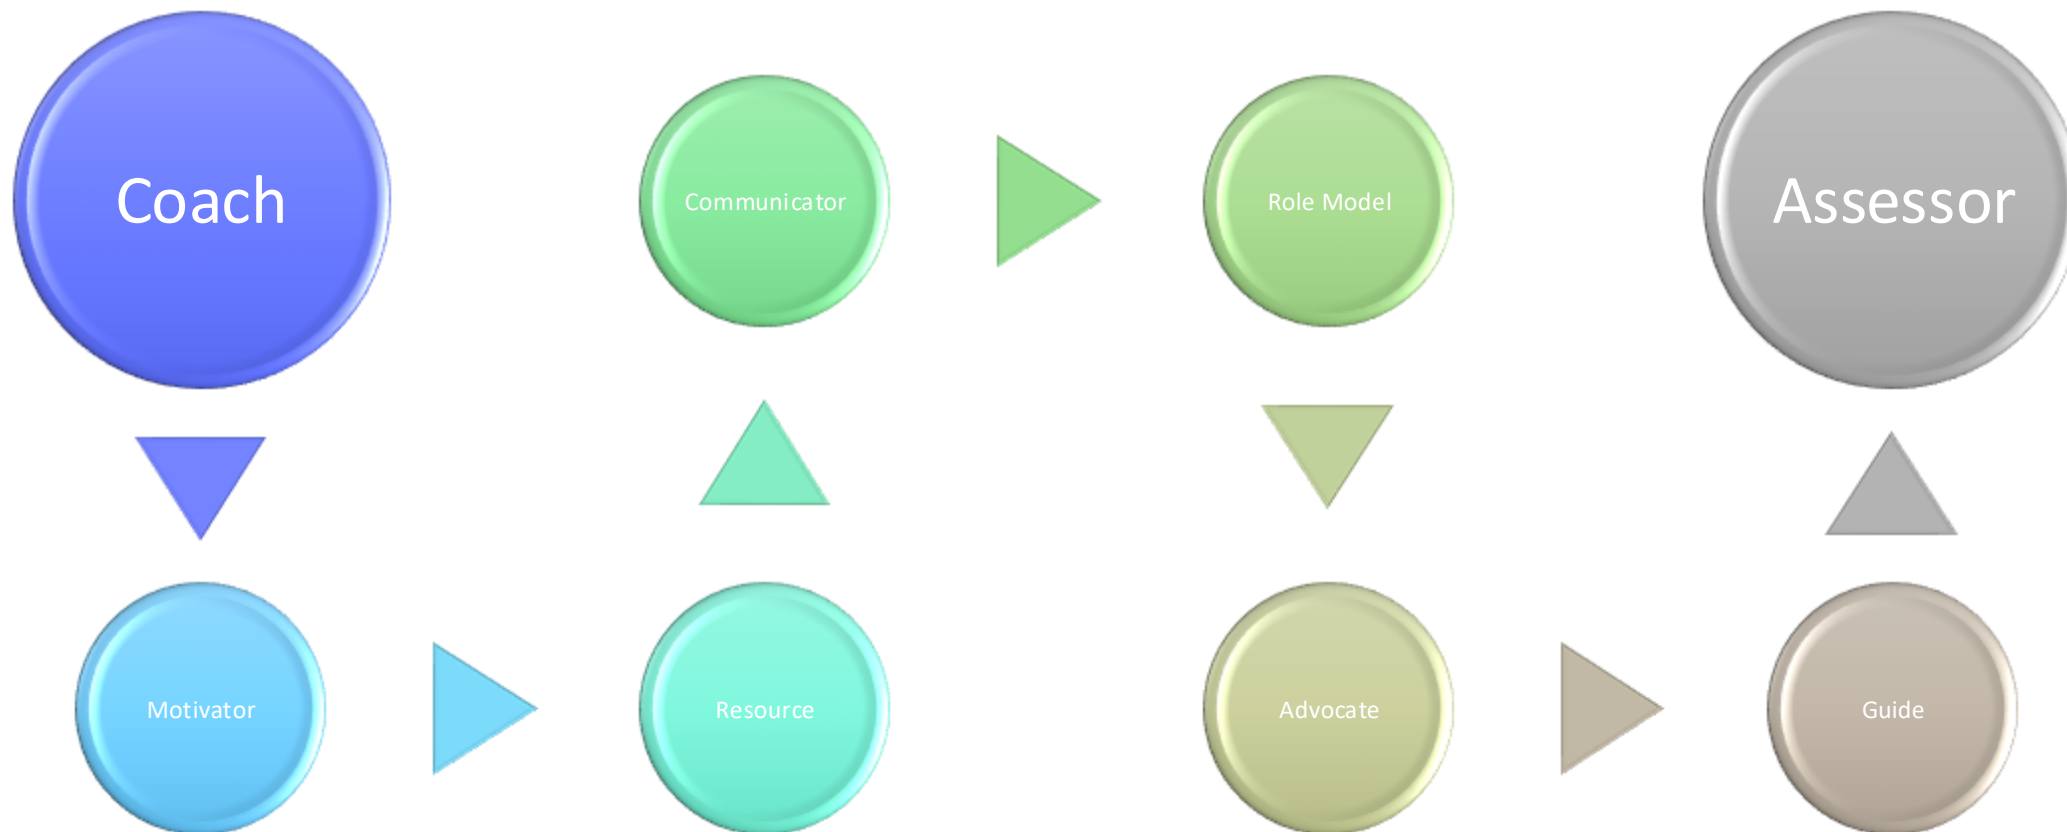 Coach
Motivator
Resource
Communicator
Role Model
Advocate
Guide
Assessor